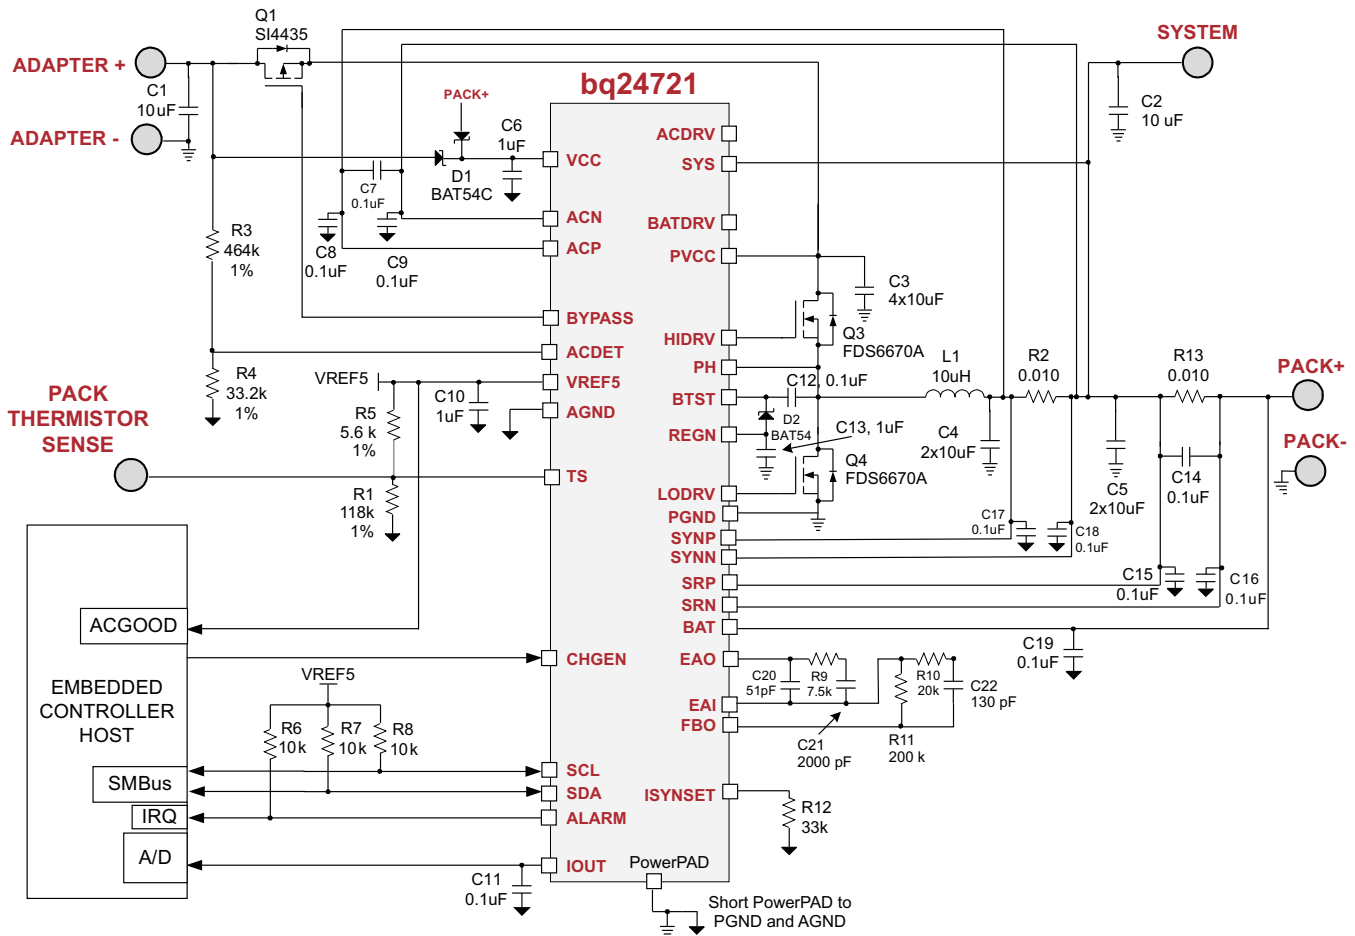 Q1
SI4435
SYSTEM
ADAPTER +
C1
10uF
ADAPTER -
bq24721
PACK+
C6
1uF
D1
BAT54C
C2
10 uF
C7
0.1uF
C8
0.1uF
C9
0.1uF
R3
464k
1%
R4
33.2k
1%
VCC
ACN
ACP
BYPASS
ACDET
VREF5
AGND
TS
CHGEN
SCL
SDA
ALARM
IOUT
ACDRV
SYS
BATDRV
PVCC
HIDRV
PH
BTST
REGN
LODRV
PGND
SYNP
SYNN
SRP
SRN
BAT
EAO
EAI
FBO
ISYNSET
PowerPAD
C3
4x10uF
Q3
FDS6670A
C12, 0.1uF
D2
BAT54
C13, 1uF
Q4
FDS6670A
L1
10uH
R2
0.010
R13
0.010
PACK+
PACK-
C4
2x10uF
C5
2x10uF
C14
0.1uF
C17
0.1uF
C18
0.1uF
C15
0.1uF
C16
0.1uF
C19
0.1uF
VREF5
R5
5.6 k
1%
C10
1uF
PACK
THERMISTOR
SENSE
R1
118k
1%
ACGOOD
EMBEDDED
CONTROLLER
HOST
SMBus
IRQ
A/D
VREF5
R6
10k
R7
10k
R8
10k
C11
0.1uF
C20
51pF
R9
7.5k
R10
20k
C22
130 pF
C21
2000 pF
R11
200 k
R12
33k
Short PowerPAD to
PGND and AGND